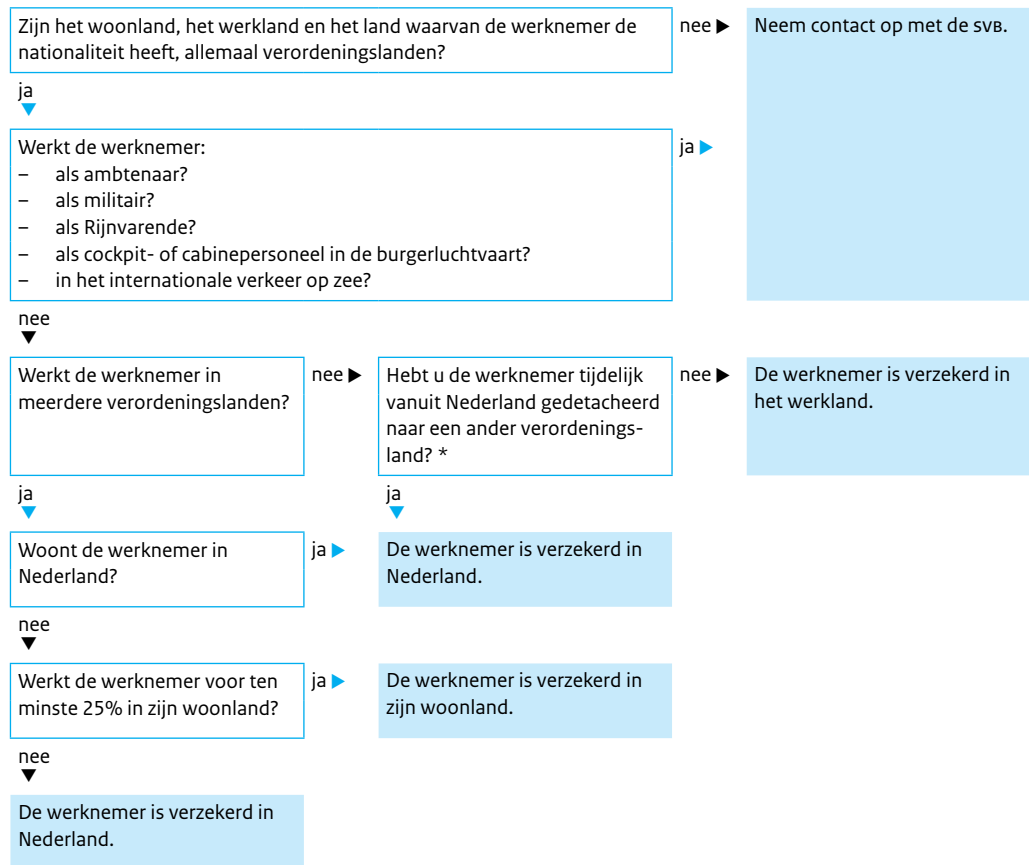 Zijn het woonland, het werkland en het land waarvan de werknemer de
nationaliteit heeft, allemaal verordeningslanden?
nee
Neem contact op met de SVB.
ja
Werkt de werknemer:
– als ambtenaar?
– als militair?
– als Rijnvarende?
– als cockpit- of cabinepersoneel in de burgerluchtvaart?
– in het internationale verkeer op zee?
ja
nee
Werkt de werknemer in
meerdere verordeningslanden?
nee
Hebt u de werknemer tijdelijk
vanuit Nederland gedetacheerd
naar een ander verordenings-
land? *
nee
De werknemer is verzekerd in
het werkland.
ja
ja
Woont de werknemer in
Nederland?
ja
De werknemer is verzekerd in
Nederland.
nee
Werkt de werknemer voor ten
minste 25% in zijn woonland?
ja
De werknemer is verzekerd in
zijn woonland.
nee
De werknemer is verzekerd in
Nederland.